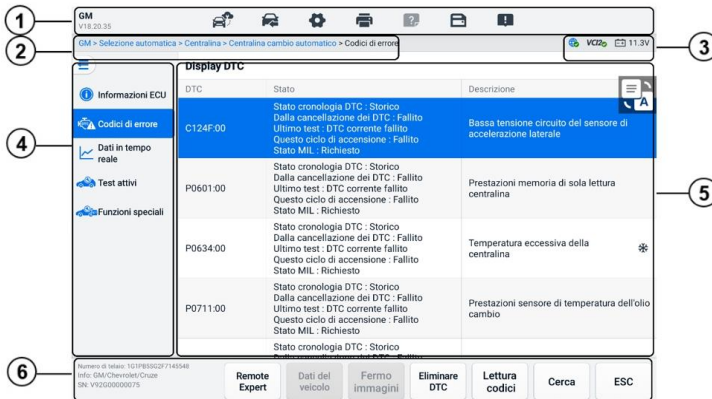 1
GM
V18.20.35
2
GM > Selezione automatica > Centralina > Centralina cambio automatico > Codici di errore
VCI2
11.3V
3
Display DTC
DTC Stato Descrizione
A
4
Informazioni ECU
Codici di errore
Dati in tempo
reale
Test attivi
Funzioni speciali
C124F:00
Stato cronologia DTC : Storico
Dalla cancellazione dei DTC : Fallito
Ultimo test : DTC corrente fallito
Questo ciclo di accensione : Fallito
Stato MIL : Richiesto
Bassa tensione circuito del sensore di
accelerazione laterale
P0601:00
Stato cronologia DTC : Storico
Dalla cancellazione dei DTC : Fallito
Ultimo test : DTC corrente fallito
Questo ciclo di accensione : Fallito
Stato MIL : Richiesto
Prestazioni memoria di sola lettura
centralina
5
P0634:00
Stato cronologia DTC : Storico
Dalla cancellazione dei DTC : Fallito
Ultimo test : DTC corrente fallito
Questo ciclo di accensione : Fallito
Stato MIL : Richiesto
Temperatura eccessiva della
centralina
P0711:00
Stato cronologia DTC : Storico
Dalla cancellazione dei DTC : Fallito
Ultimo test : DTC corrente fallito
Questo ciclo di accensione : Fallito
Stato MIL : Richiesto
Prestazioni sensore di temperatura dell'olio
cambio
Stato cronologia DTC : Storico
6
Numero di telaio: 1G1PB5SG2F7145548
Info: GM/Chevrolet/Cruze
SN: V92G00000075
Remote
Expert
Dati del
veicolo
Fermo
immagini
Eliminare
DTC
Lettura
codici
Cerca
ESC